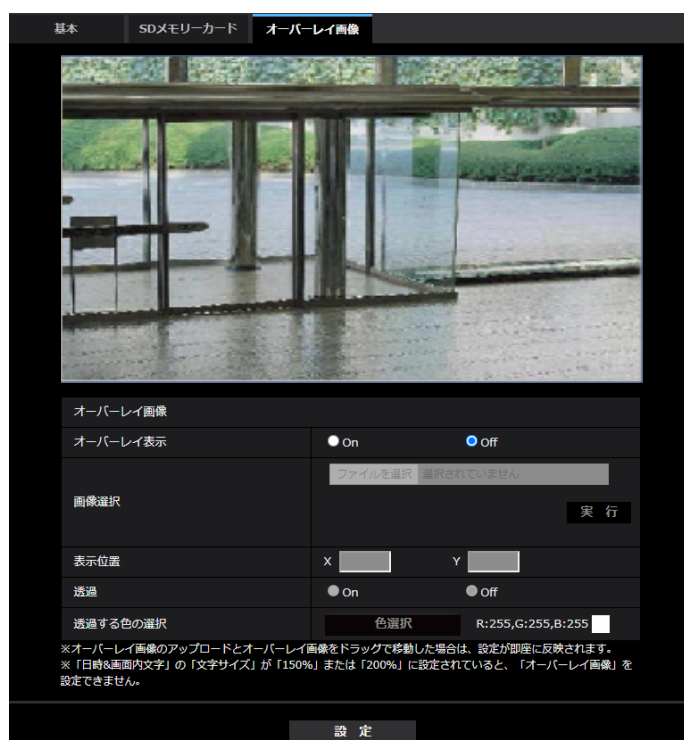 基本 SDメモリーカード オーバーレイ画像
オーバーレイ画像
オーバーレイ表示 On Off
ファイルを選択 選択されていません
画像選択
実 行
表示位置 X Y
透過 On Off
透過する色の選択 色選択 R:255,G:255,B:255
※オーバーレイ画像のアップロードとオーバーレイ画像をドラッグで移動した場合は、設定が即座に反映されます。
※「日時&画面内文字」の「文字サイズ」が「150%」または「200%」に設定されていると、「オーバーレイ画像」を
設定できません。
設 定